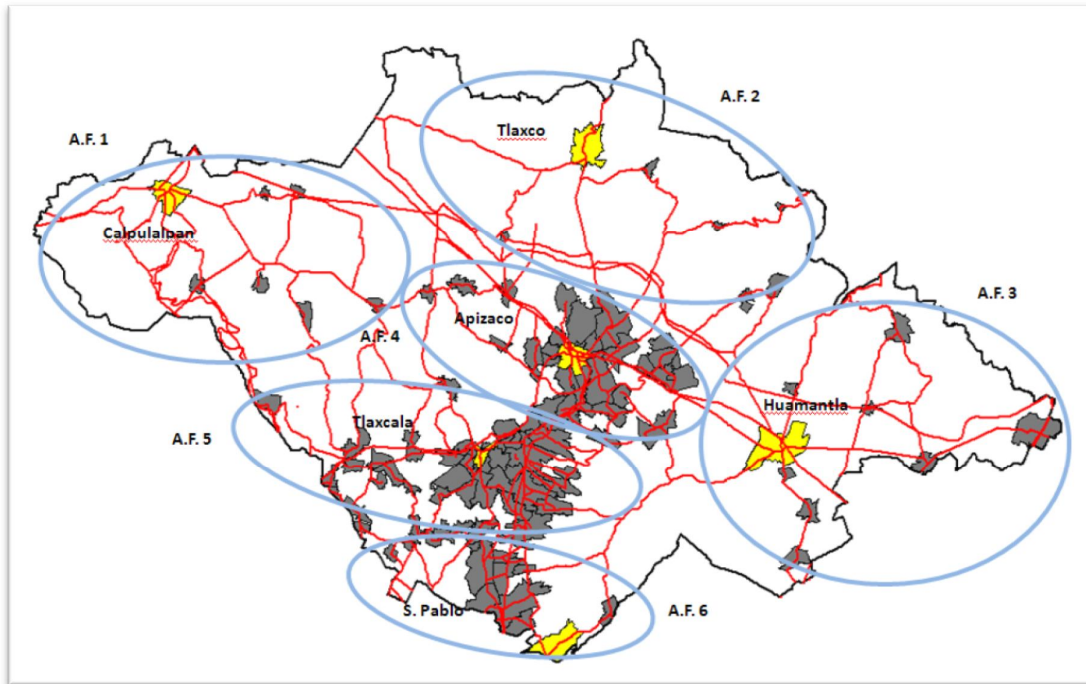 A.F. 2
Tlaxco
A.F. 1
Calpulalpan
A.F. 3
Apizaco
A.F. 4
Huamantla
Tlaxcala
A.F. 5
S. Pablo
A.F. 6